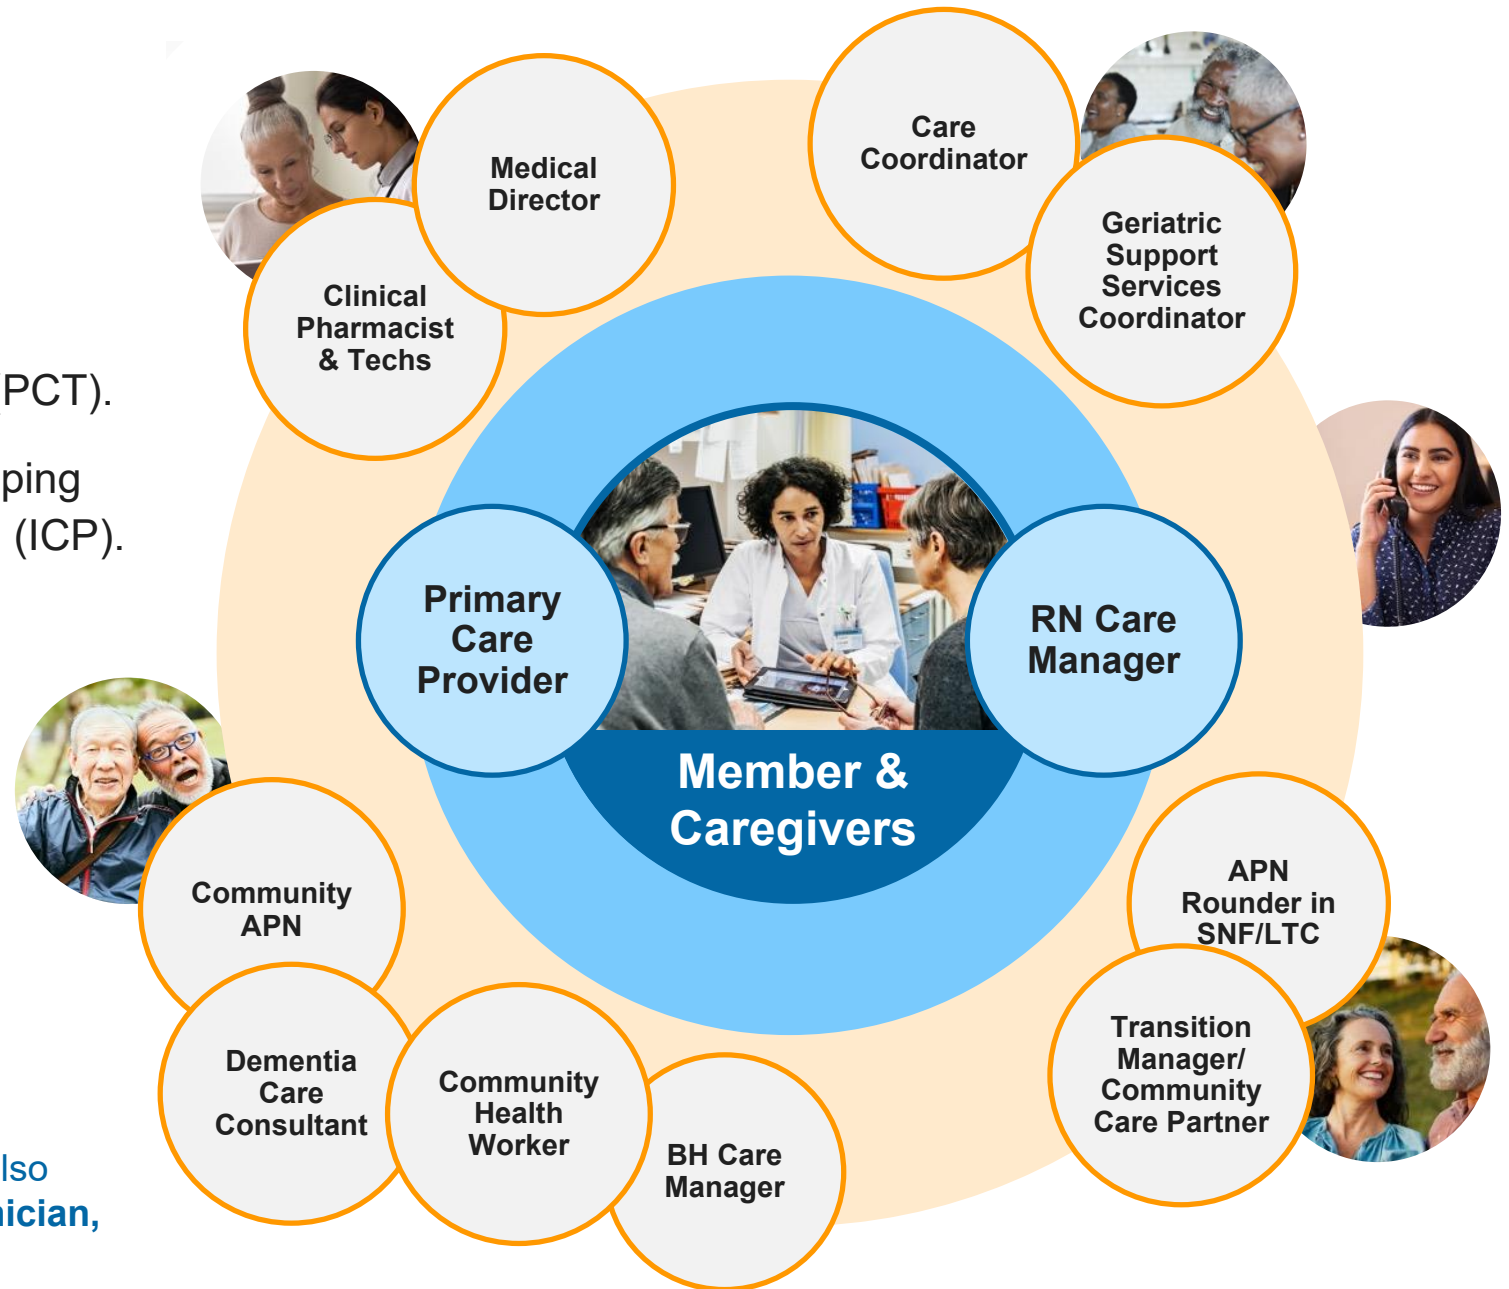 (PCT).
ping
(ICP).
lso
nician,
Medical
Director
Clinical
Pharmacist
& Techs
Care
Coordinator
Geriatric
Support
Services
Coordinator
Primary
Care
Provider
RN Care
Manager
Member &
Caregivers
Community
APN
Dementia
Care
Consultant
Community
Health
Worker
BH Care
Manager
APN
Rounder in
SNF/LTC
Transition
Manager/
Community
Care Partner